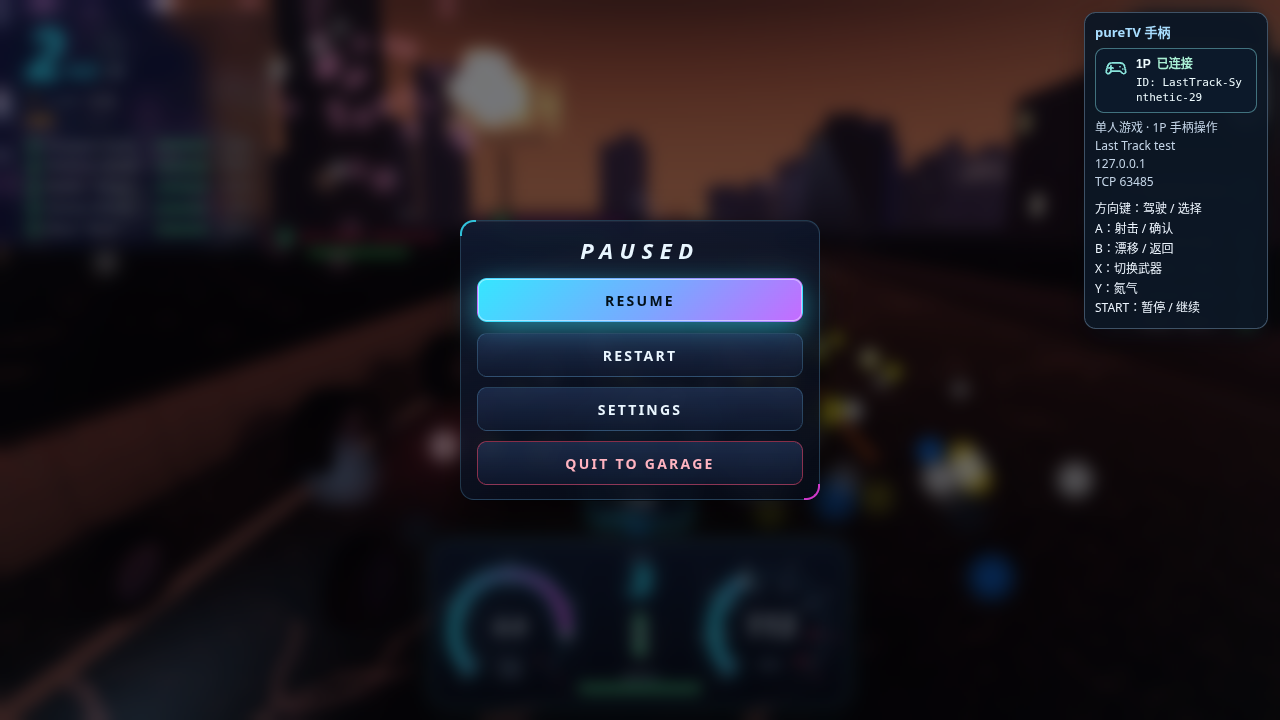 PAUSED
RESUME
RESTART
SETTINGS
QUIT TO GARAGE
pureTV 手柄
1P 已连接
ID: LastTrack-Sy
nthetic-29
单人游戏 · 1P 手柄操作
Last Track test
127.0.0.1
TCP 63485
方向键：驾驶 / 选择
A：射击 / 确认
B：漂移 / 返回
X：切换武器
Y：氮气
START：暂停 / 继续